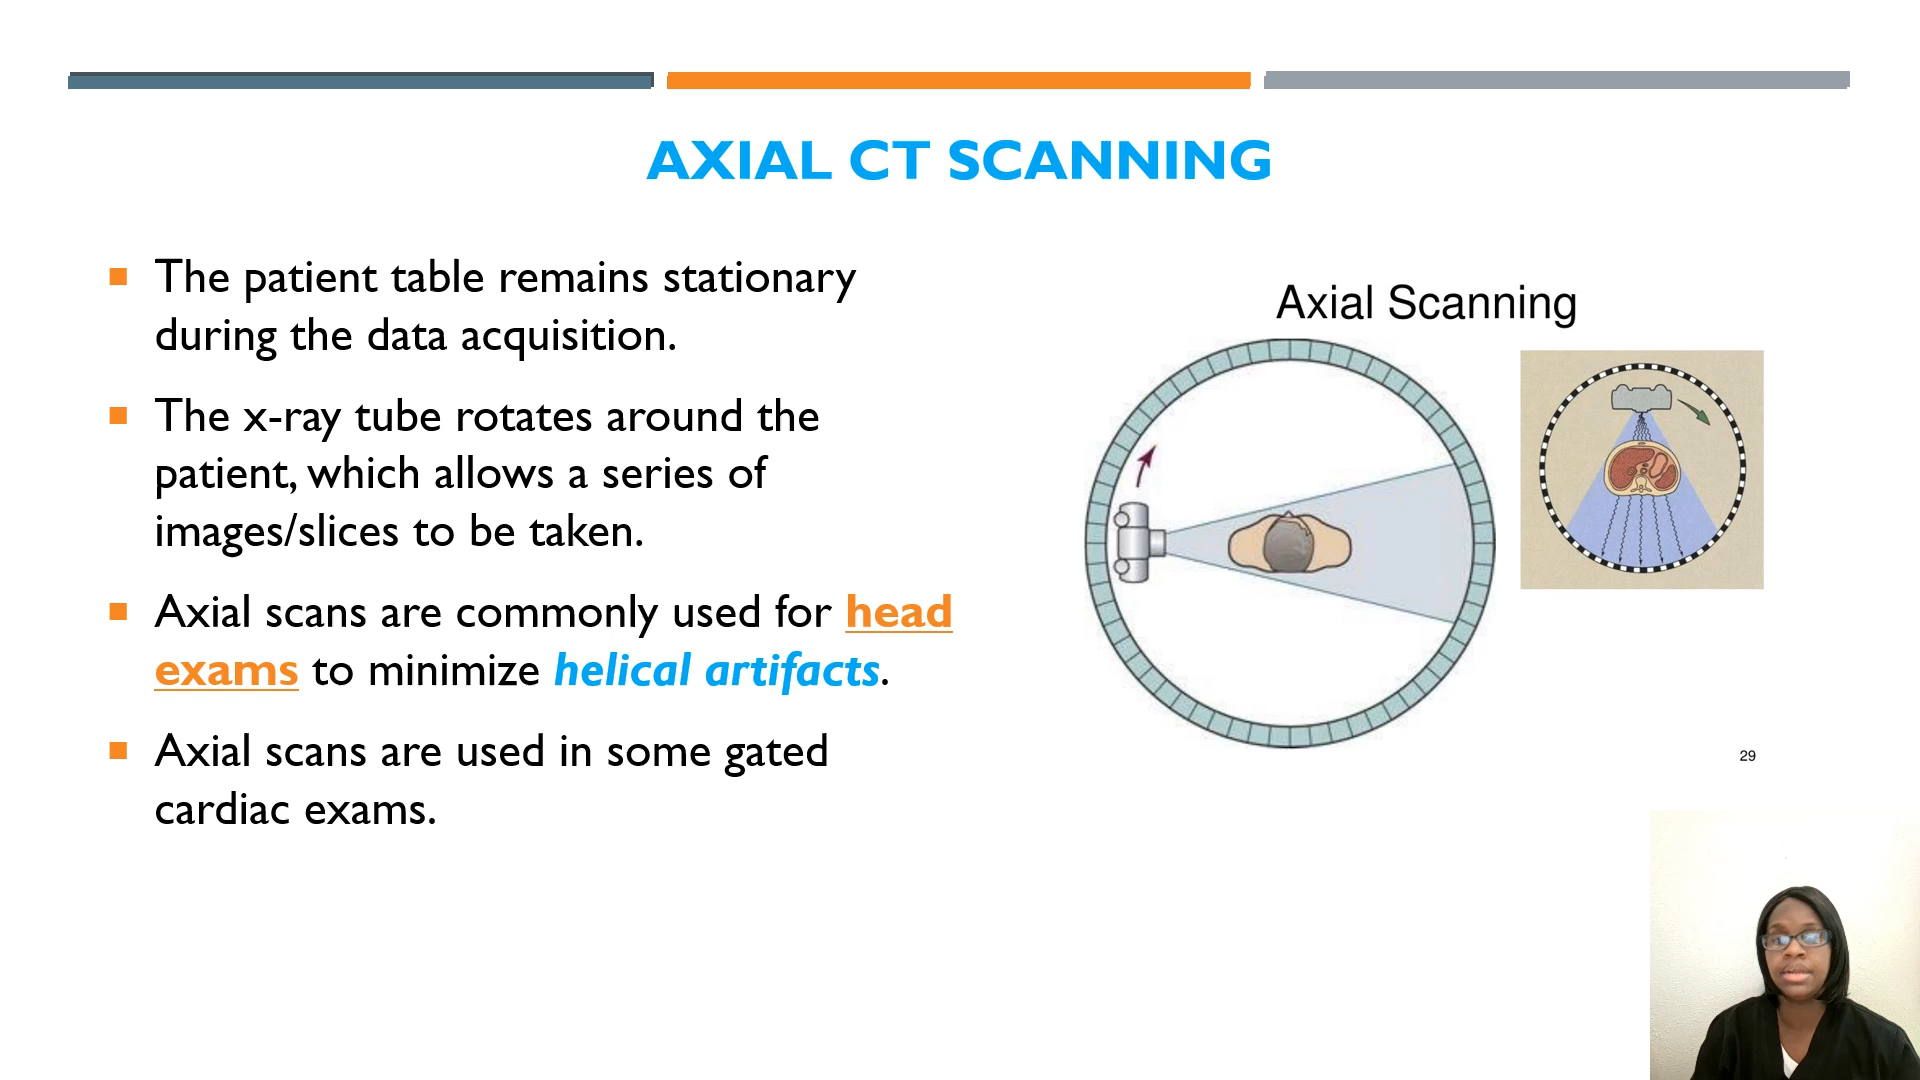 AXIAL CT SCANNING
The patient table remains stationary
during the data acquisition.
The x-ray tube rotates around the
patient, which allows a series of
images/slices to be taken.
Axial scans are commonly used for head
exams to minimize helical artifacts.
Axial scans are used in some gated
cardiac exams.
Axial Scanning
29